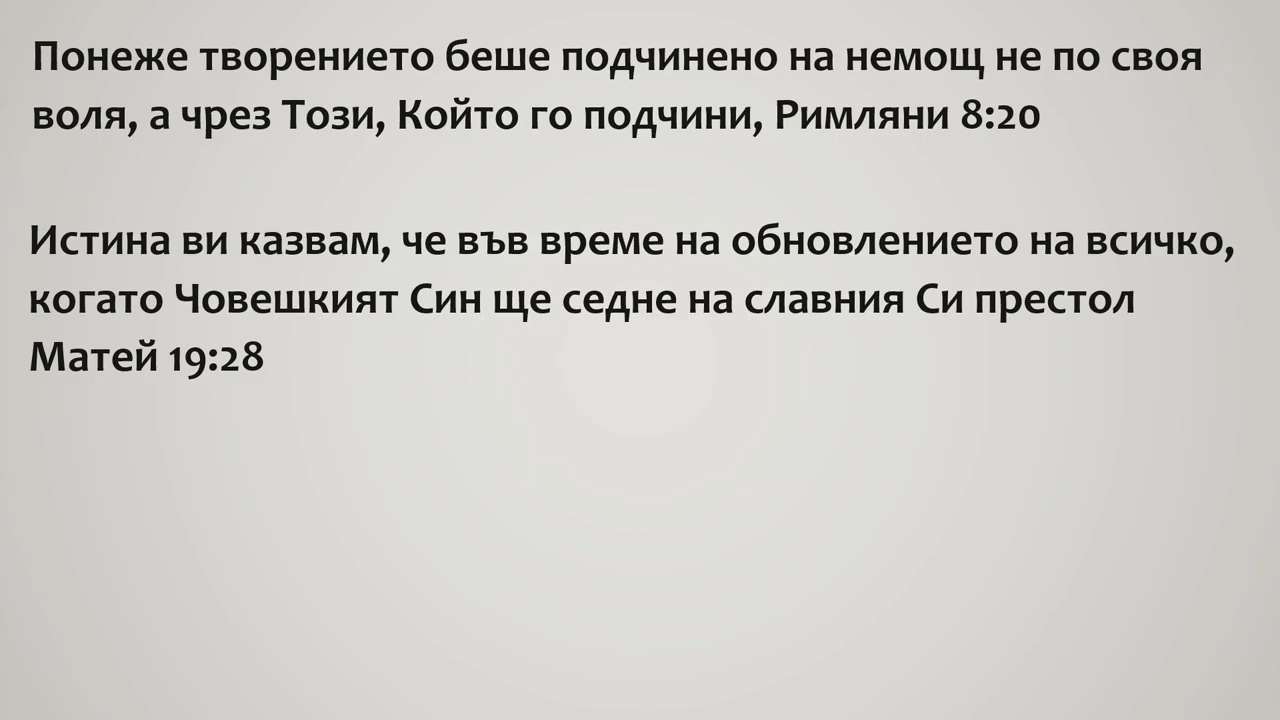 Понеже творението беше подчинено на немощ не по своя
воля, а чрез Този, Който го подчини, Римляни 8:20
Истина ви казвам, че във време на обновлението на всичко,
когато Човешкият Син ще седне на славния Си престол
Матей 19:28